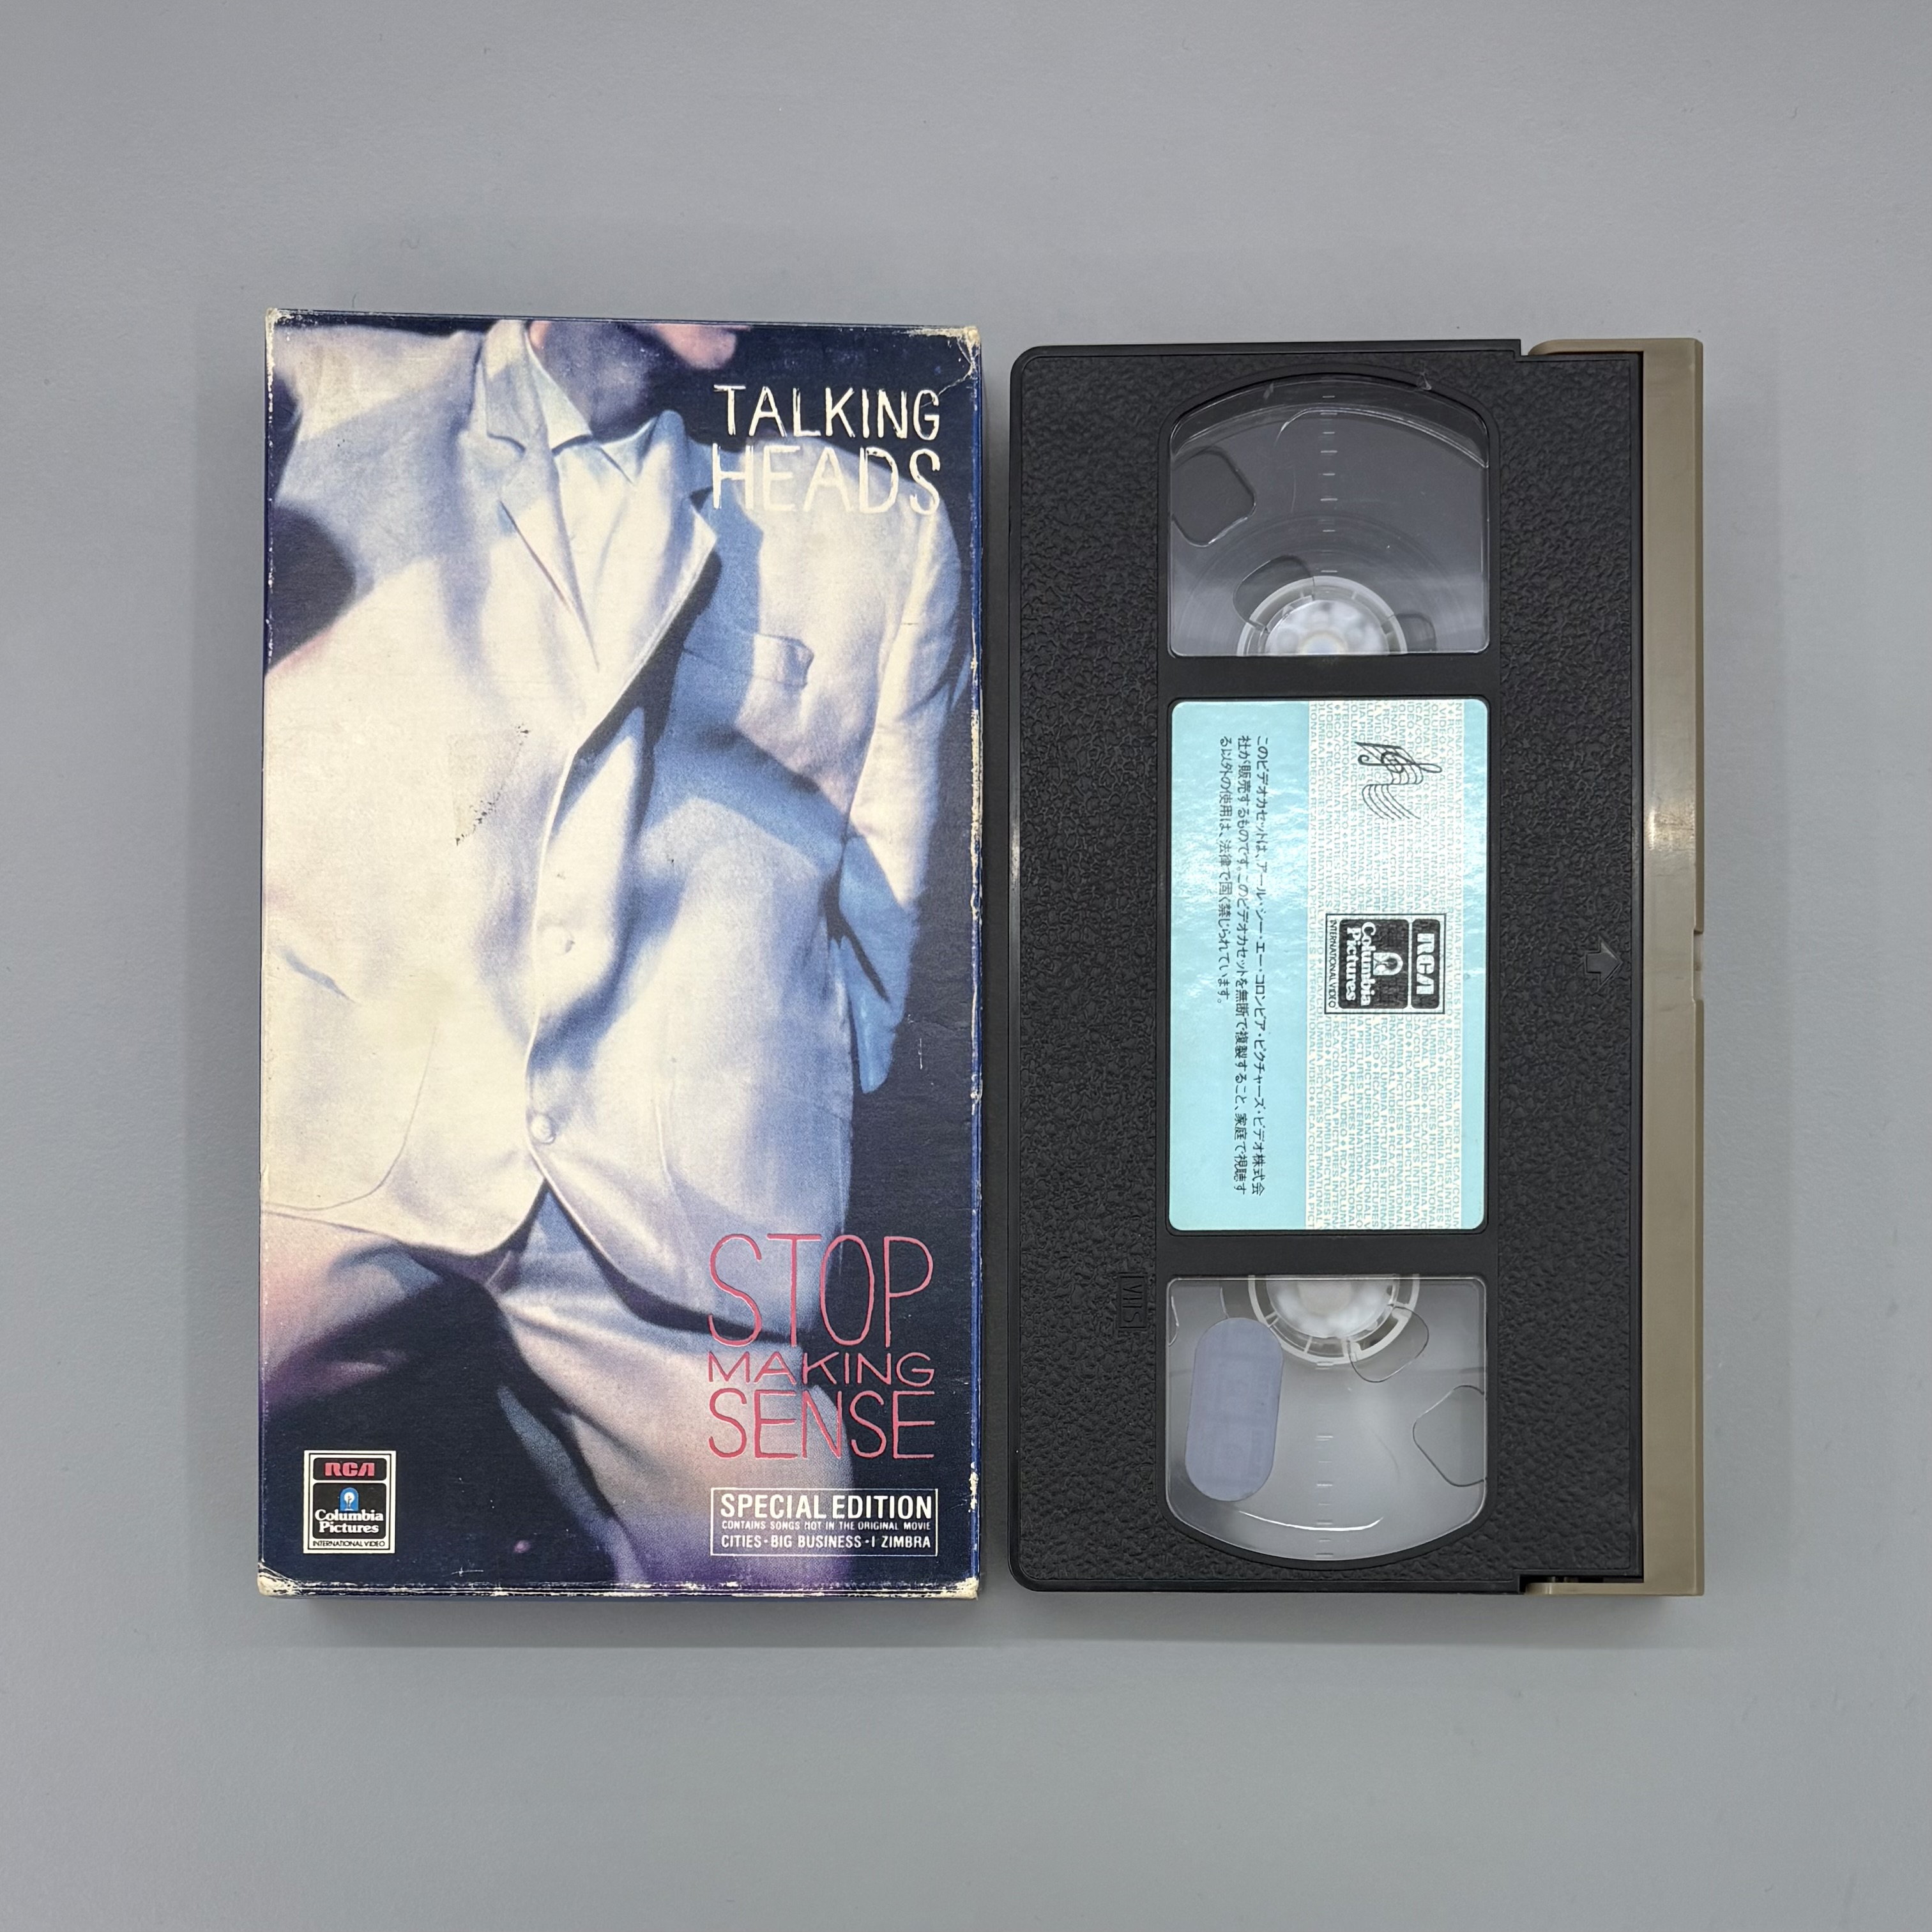 TALKING
HEADS
STOP
MAKING
SENSE
RCA
Columbia
Pictures
INTERNATIONAL VIDEO
SPECIAL EDITION
CONTAINS SONGS NOT IN THE ORIGINAL MOVIE
CITIES・BIG BUSINESS・I ZIMBRA
RCA
Columbia
Pictures
INTERNATIONAL VIDEO
このビデオカセットは、アール・シー・エー・コロンビア・ピクチャーズ・ビデオ株式会
社が販売するものです。このビデオカセットを無断で複製すること、家庭で視聴す
る以外の使用は、法律で固く禁じられています。
VHS